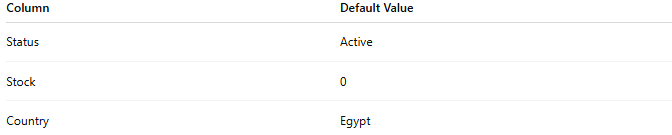 Column Default Value
Status Active
Stock 0
Country Egypt